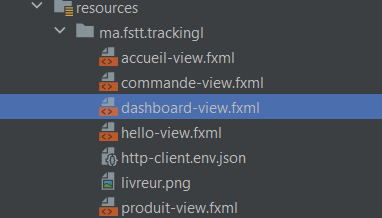 resources
ma.fstt.trackingl
accueil-view.fxml
commande-view.fxml
dashboard-view.fxml
hello-view.fxml
http-client.env.json
livreur.png
produit-view.fxml